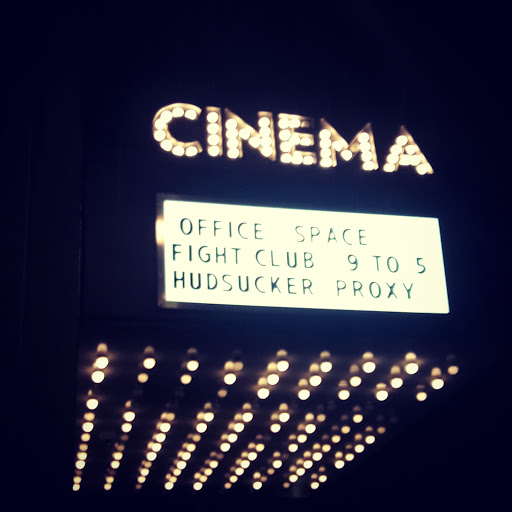 CINEMA
OFFICE SPACE
FIGHT CLUB 9 TO 5
HUDSUCKER PROXY